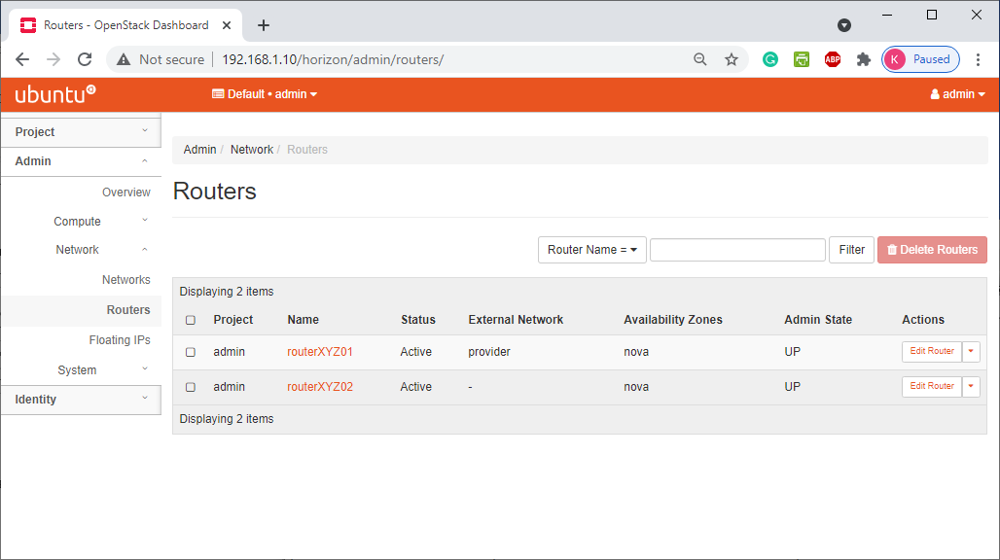 Routers - OpenStack Dashboard
Not secure 192.168.1.10/horizon/admin/routers/ ABP K Paused
ubuntu Default • admin admin
Project
Admin
Overview
Compute
Network
Networks
Routers
Floating IPs
System
Identity
Admin / Network / Routers
Routers
Router Name = Filter Delete Routers
Displaying 2 items
Project Name Status External Network Availability Zones Admin State Actions
admin routerXYZ01 Active provider nova UP Edit Router
admin routerXYZ02 Active - nova UP Edit Router
Displaying 2 items